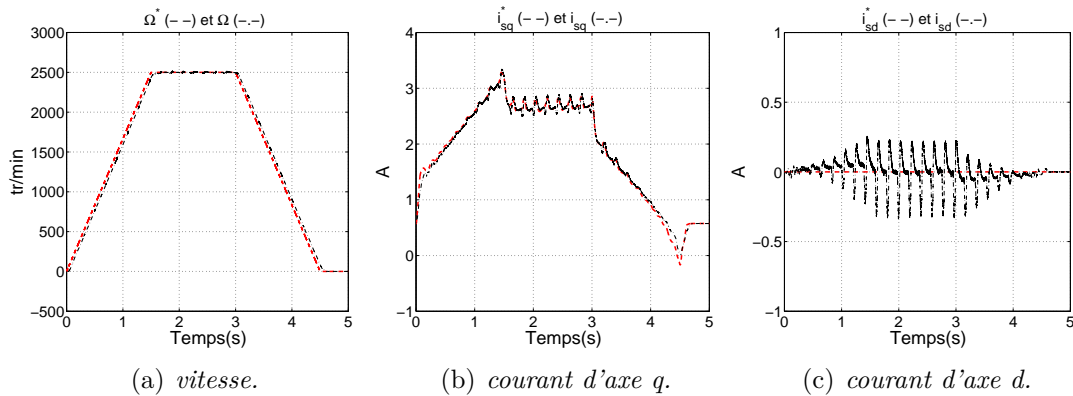 Ω* (- -) et Ω (-.-)
3000
2500
2000
1500
1000
500
0
−500
tr/min
0 1 2 3 4 5
Temps(s)
(a) vitesse.
i*sq (- -) et isq (-.-)
4
3
2
1
0
−1
A
0 1 2 3 4 5
Temps(s)
(b) courant d'axe q.
i*sd (- -) et isd (-.-)
1
0.5
0
−0.5
−1
A
0 1 2 3 4 5
Temps(s)
(c) courant d'axe d.